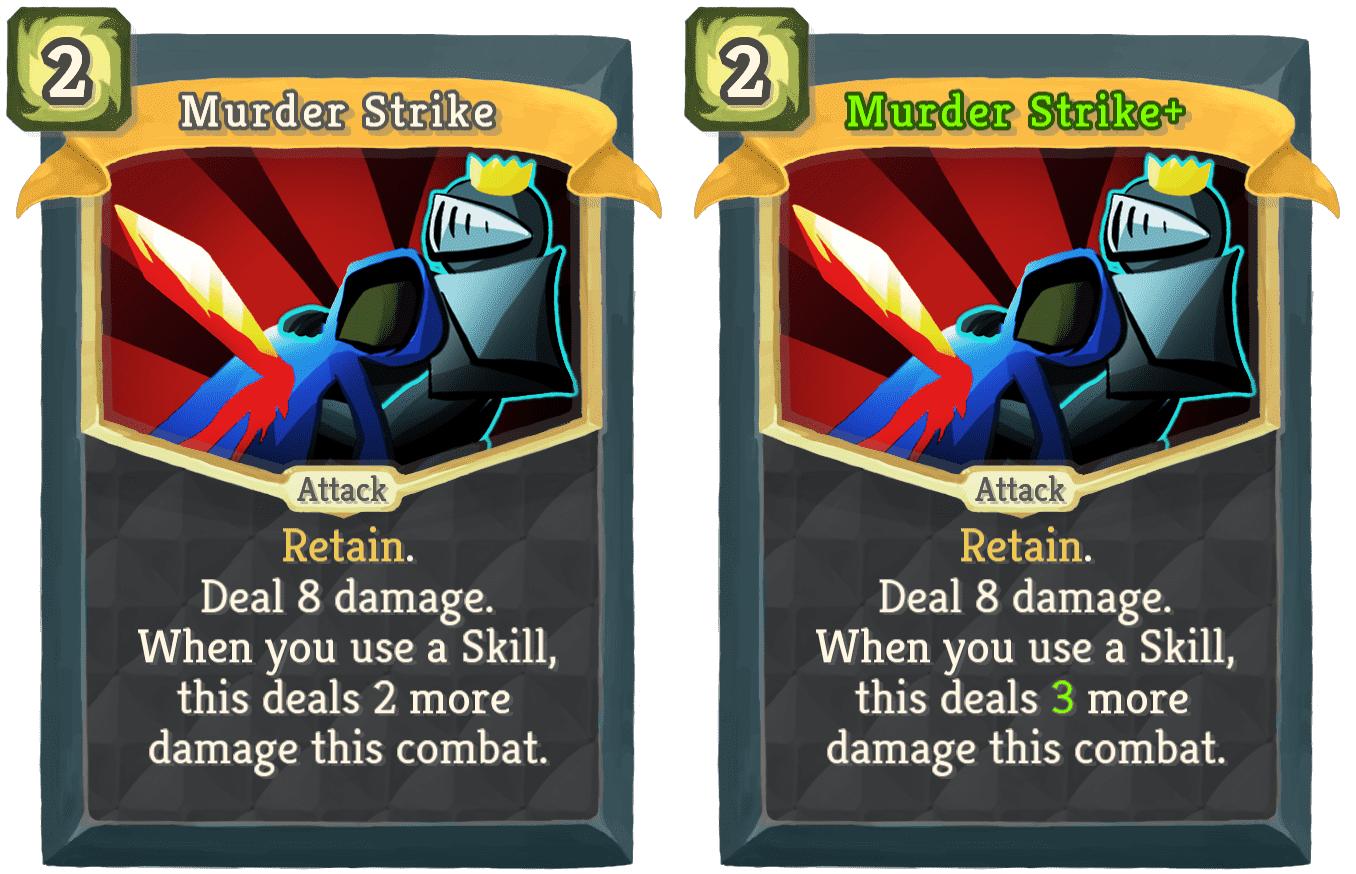 2
Murder Strike
Attack
Retain.
Deal 8 damage.
When you use a Skill,
this deals 2 more
damage this combat.
2
Murder Strike+
Attack
Retain.
Deal 8 damage.
When you use a Skill,
this deals 3 more
damage this combat.